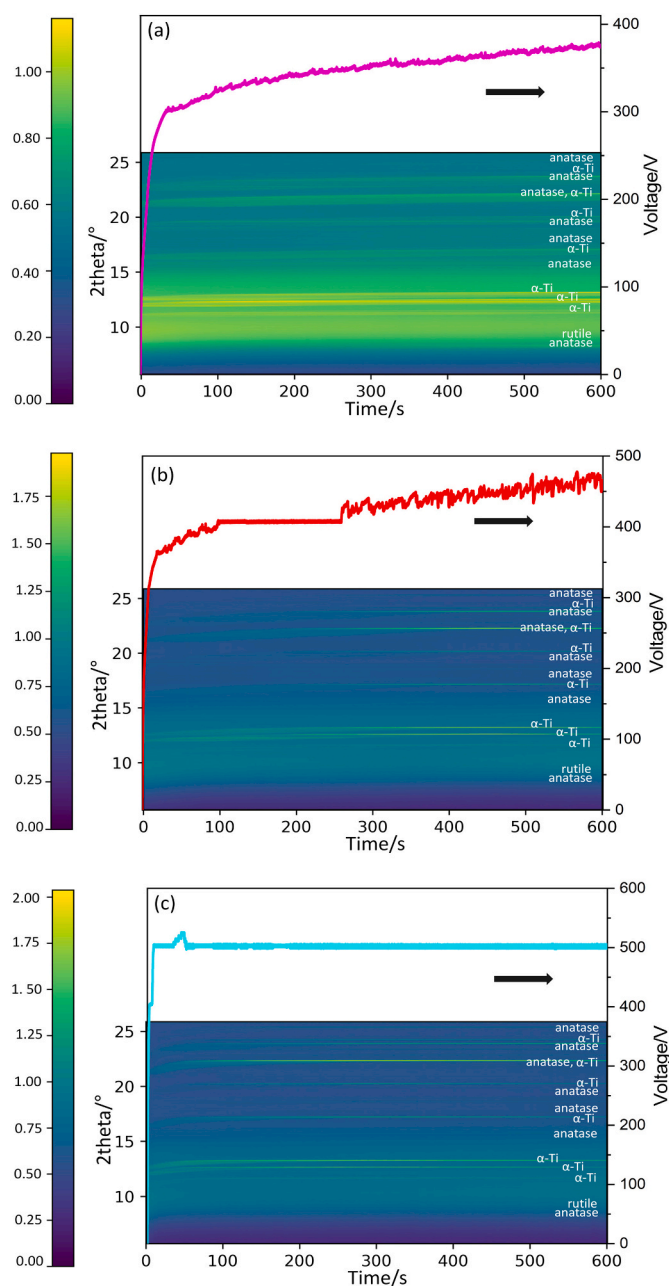 (a)
400
300
200
100
0
Voltage/V
1.00
0.80
0.60
0.40
0.20
0.00
25
20
15
10
2theta/°
anatase
α-Ti
anatase
anatase, α-Ti
α-Ti
anatase
anatase
α-Ti
anatase
α-Ti
α-Ti
α-Ti
rutile
anatase
0 100 200 300 400 500 600
Time/s
(b)
500
400
300
200
100
0
Voltage/V
1.75
1.50
1.25
1.00
0.75
0.50
0.25
0.00
25
20
15
10
2theta/°
anatase
α-Ti
anatase
anatase, α-Ti
α-Ti
anatase
anatase
α-Ti
anatase
α-Ti
α-Ti
α-Ti
rutile
anatase
0 100 200 300 400 500 600
Time/s
(c)
600
500
400
300
200
100
0
Voltage/V
2.00
1.75
1.50
1.25
1.00
0.75
0.50
0.25
0.00
25
20
15
10
2theta/°
anatase
α-Ti
anatase
anatase, α-Ti
α-Ti
anatase
anatase
α-Ti
anatase
α-Ti
α-Ti
α-Ti
rutile
anatase
0 100 200 300 400 500 600
Time/s